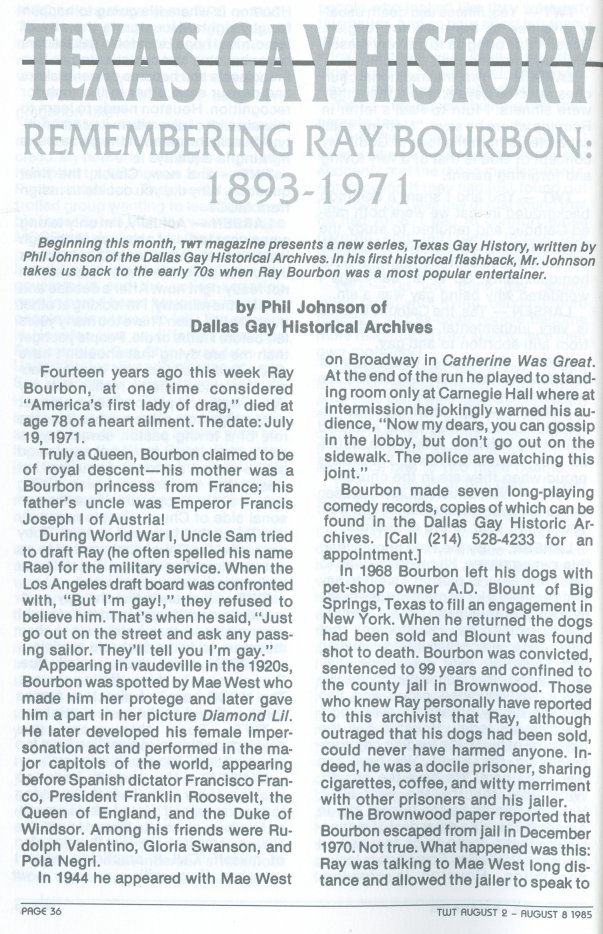 TEXAS GAY HISTORY
REMEMBERING RAY BOURBON:
1893-1971
Beginning this month, TWT magazine presents a new series, Texas Gay History, written by
Phil Johnson of the Dallas Gay Historical Archives. In his first historical flashback, Mr. Johnson
takes us back to the early 70s when Ray Bourbon was a most popular entertainer.
by Phil Johnson of
Dallas Gay Historical Archives
Fourteen years ago this week Ray
Bourbon, at one time considered
“America’s first lady of drag,” died at
age 78 of a heart ailment. The date: July
19, 1971.
Truly a Queen, Bourbon claimed to be
of royal descent—his mother was a
Bourbon princess from France; his
father’s uncle was Emperor Francis
Joseph I of Austria!
During World War I, Uncle Sam tried
to draft Ray (he often spelled his name
Rae) for the military service. When the
Los Angeles draft board was confronted
with, “But I’m gay!,” they refused to
believe him. That’s when he said, “Just
go out on the street and ask any pass-
ing sailor. They’ll tell you I’m gay.”
Appearing in vaudeville in the 1920s,
Bourbon was spotted by Mae West who
made him her protege and later gave
him a part in her picture Diamond Lil.
He later developed his female imper-
sonation act and performed in the ma-
jor capitols of the world, appearing
before Spanish dictator Francisco Fran-
co, President Franklin Roosevelt, the
Queen of England, and the Duke of
Windsor. Among his friends were Ru-
dolph Valentino, Gloria Swanson, and
Pola Negri.
In 1944 he appeared with Mae West
on Broadway in Catherine Was Great.
At the end of the run he played to stand-
ing room only at Carnegie Hall where at
intermission he jokingly warned his au-
dience, “Now my dears, you can gossip
in the lobby, but don’t go out on the
sidewalk. The police are watching this
joint.”
Bourbon made seven long-playing
comedy records, copies of which can be
found in the Dallas Gay Historic Ar-
chives. [Call (214) 528-4233 for an
appointment.]
In 1968 Bourbon left his dogs with
pet-shop owner A.D. Blount of Big
Springs, Texas to fill an engagement in
New York. When he returned the dogs
had been sold and Blount was found
shot to death. Bourbon was convicted,
sentenced to 99 years and confined to
the county jail in Brownwood. Those
who knew Ray personally have reported
to this archivist that Ray, although
outraged that his dogs had been sold,
could never have harmed anyone. In-
deed, he was a docile prisoner, sharing
cigarettes, coffee, and witty merriment
with other prisoners and his jailer.
The Brownwood paper reported that
Bourbon escaped from jail in December
1970. Not true. What happened was this:
Ray was talking to Mae West long dis-
tance and allowed the jailer to speak to
PAGE 36
TWT AUGUST 2 – AUGUST 8 1985